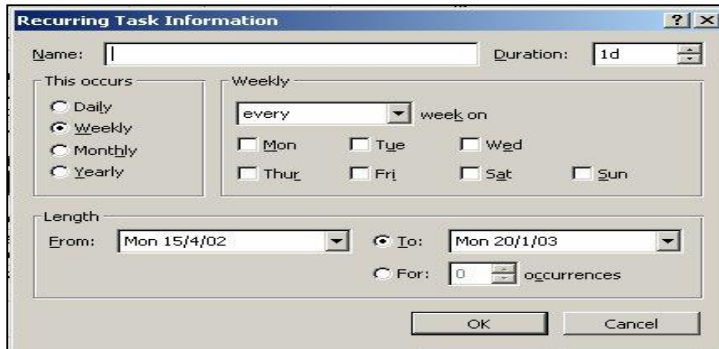 Recurring Task Information
Name: Duration: 1d
This occurs
Daily
Weekly
Monthly
Yearly
Weekly
every week on
Mon Tue Wed
Thur Fri Sat Sun
Length
From: Mon 15/4/02 To: Mon 20/1/03
For: 0 occurrences
OK Cancel